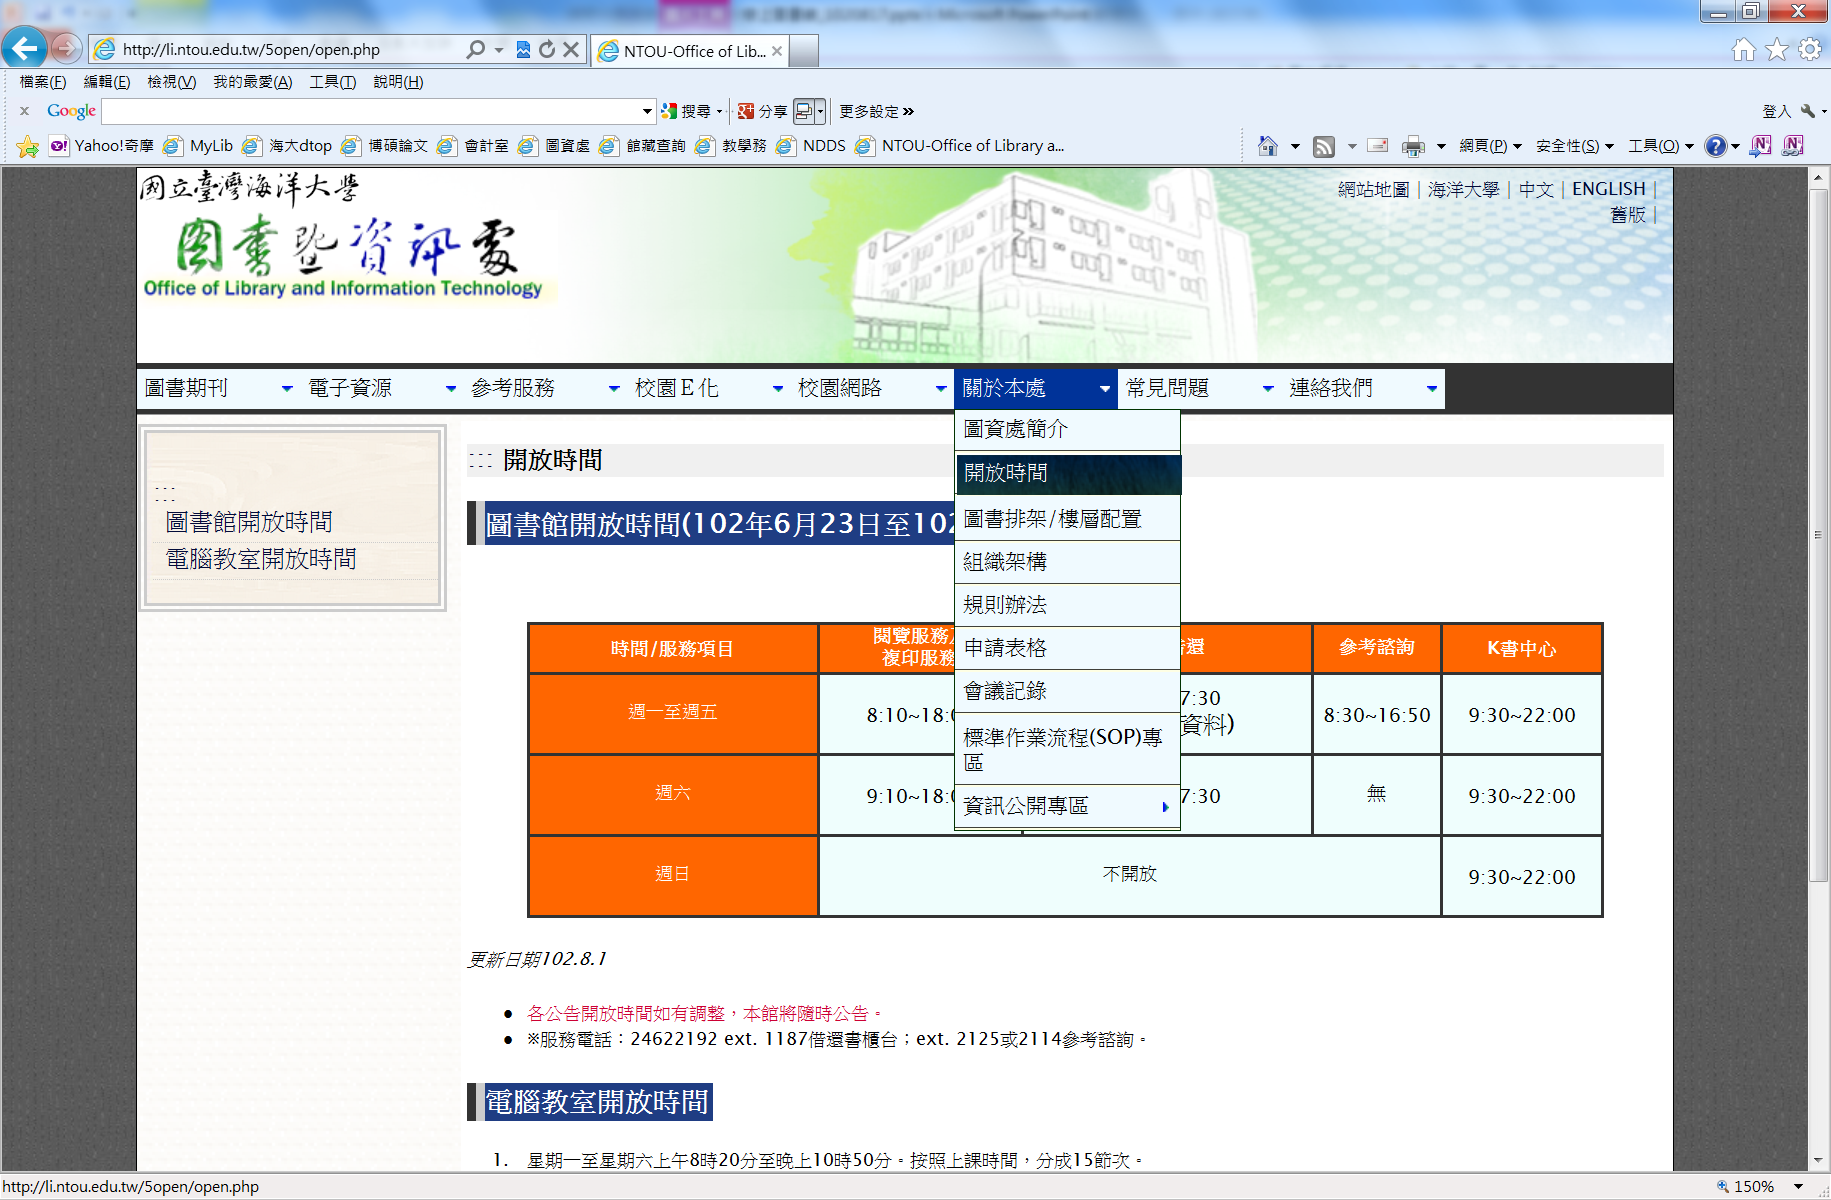 http://li.ntou.edu.tw/5open/open.php
NTOU-Office of Lib...
檔案(F) 編輯(E) 檢視(V) 我的最愛(A) 工具(T) 說明(H)
x Google 搜尋 分享 更多設定 » 登入
Yahoo!奇摩 MyLib 海大dtop 博碩論文 會計室 圖資處 館藏查詢 教學務 NDDS NTOU-Office of Library a... 網頁(P) 安全性(S) 工具(O)
國立臺灣海洋大學
圖書暨資訊處
Office of Library and Information Technology
網站地圖 | 海洋大學 | 中文 | ENGLISH |
舊版 |
圖書期刊 電子資源 參考服務 校園E化 校園網路 關於本處 常見問題 連絡我們
圖資處簡介
開放時間
圖書排架/樓層配置
組織架構
規則辦法
申請表格
會議記錄
標準作業流程(SOP)專
區
資訊公開專區
圖書館開放時間
電腦教室開放時間
::: 開放時間
圖書館開放時間(102年6月23日至102
時間/服務項目 閱覽服務 還 參考諮詢 K書中心
複印服務
週一至週五 8:10~18:0 7:30 8:30~16:50 9:30~22:00
資料)
週六 9:10~18:0 7:30 無 9:30~22:00
週日 不開放 9:30~22:00
更新日期102.8.1
● 各公告開放時間如有調整，本館將隨時公告。
● ※服務電話：24622192 ext. 1187借還書櫃台；ext. 2125或2114參考諮詢。
電腦教室開放時間
1. 星期一至星期六上午8時20分至晚上10時50分。按照上課時間，分成15節次。
http://li.ntou.edu.tw/5open/open.php
150%